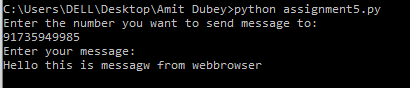 C:\Users\DELL\Desktop\Amit Dubey>python assignment5.py
Enter the number you want to send message to:
91735949985
Enter your message:
Hello this is messagw from webbrowser